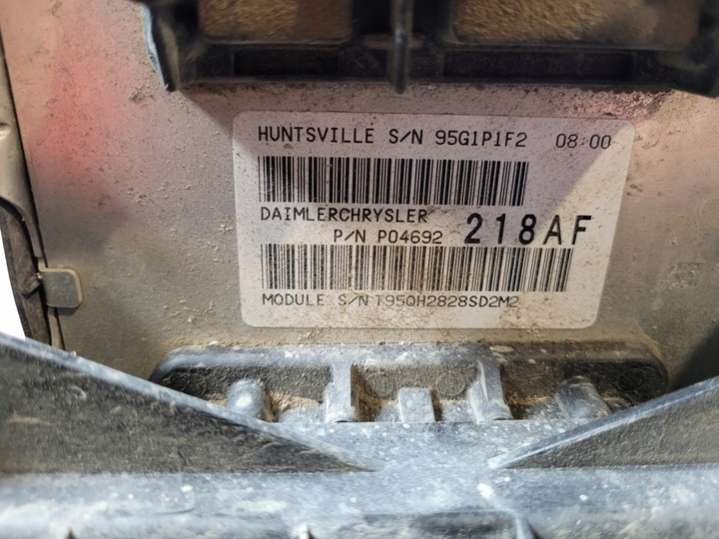 HUNTSVILLE S/N 95G1P1F2 08:00
DAIMLERCHRYSLER
P/N P04692 218AF
MODULE S/N T95QH2828SD2M2